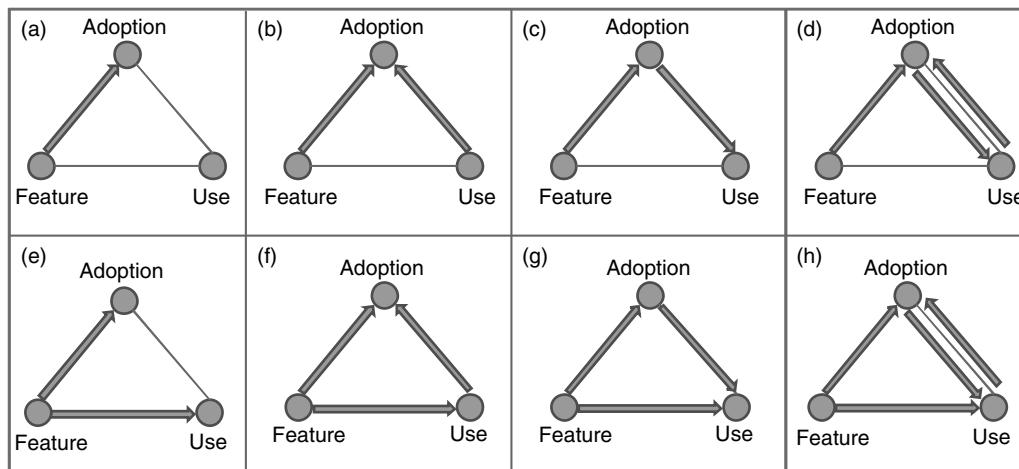 (a)
Adoption
Feature
Use
(b)
Adoption
Feature
Use
(c)
Adoption
Feature
Use
(d)
Adoption
Feature
Use
(e)
Adoption
Feature
Use
(f)
Adoption
Feature
Use
(g)
Adoption
Feature
Use
(h)
Adoption
Feature
Use